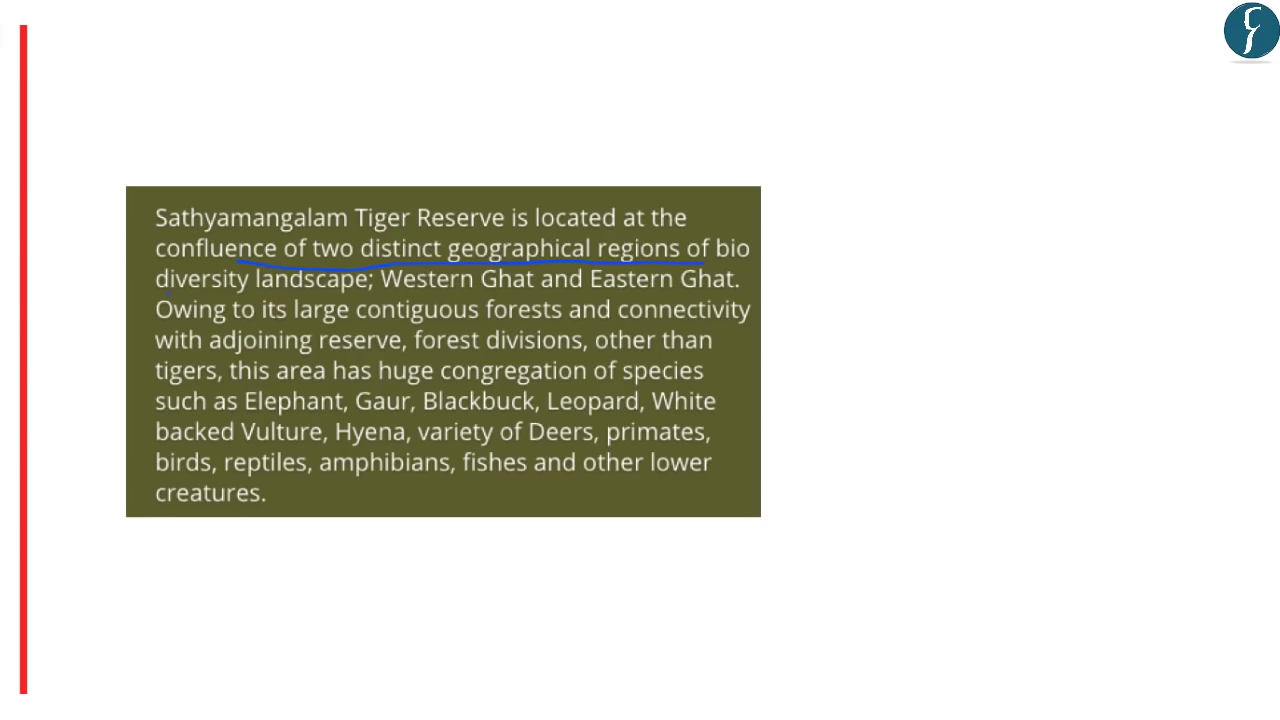 Sathyamangalam Tiger Reserve is located at the
confluence of two distinct geographical regions of bio
diversity landscape; Western Ghat and Eastern Ghat.
Owing to its large contiguous forests and connectivity
with adjoining reserve, forest divisions, other than
tigers, this area has huge congregation of species
such as Elephant, Gaur, Blackbuck, Leopard, White
backed Vulture, Hyena, variety of Deers, primates,
birds, reptiles, amphibians, fishes and other lower
creatures.